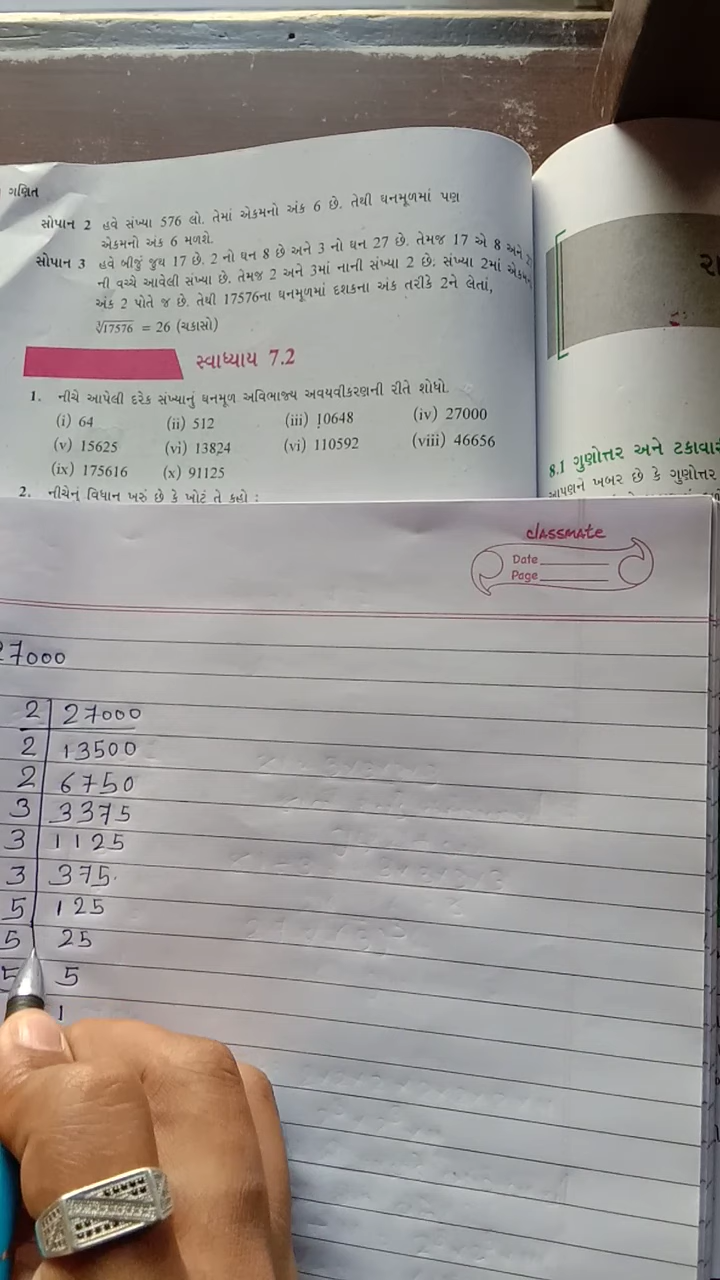 ગણિત
સોપાન 2 હવે સંખ્યા 576 લો. તેમાં એકમનો અંક 6 છે. તેથી ઘનમૂળમાં પણ
એકમનો અંક 6 મળશે.
સોપાન 3 હવે બીજું જુથ 17 છે. 2 નો ઘન 8 છે અને 3 નો ઘન 27 છે. તેમજ 17 એ 8 અને 27
ની વચ્ચે આવેલી સંખ્યા છે. તેમજ 2 અને 3માં નાની સંખ્યા 2 છે; સંખ્યા 2માં એકમનો
અંક 2 પોતે જ છે. તેથી 17576ના ઘનમૂળમાં દશકના અંક તરીકે 2ને લેતાં,
∛17576 = 26 (ચકાસો)
સ્વાધ્યાય 7.2
1. નીચે આપેલી દરેક સંખ્યાનું ઘનમૂળ અવિભાજ્ય અવયવીકરણની રીતે શોધો.
(i) 64 (ii) 512 (iii) 10648 (iv) 27000
(v) 15625 (vi) 13824 (vi) 110592 (viii) 46656
(ix) 175616 (x) 91125
2. નીચેનું વિધાન ખરું છે કે ખોટું તે કહો :
8.1 ગુણોત્તર અને ટકાવા
આપણને ખબર છે કે ગુણોત્તર
classmate
Date
Page
27000
2 27000
2 13500
2 6750
3 3375
3 1125
3 375
5 125
5 25
5 5
1